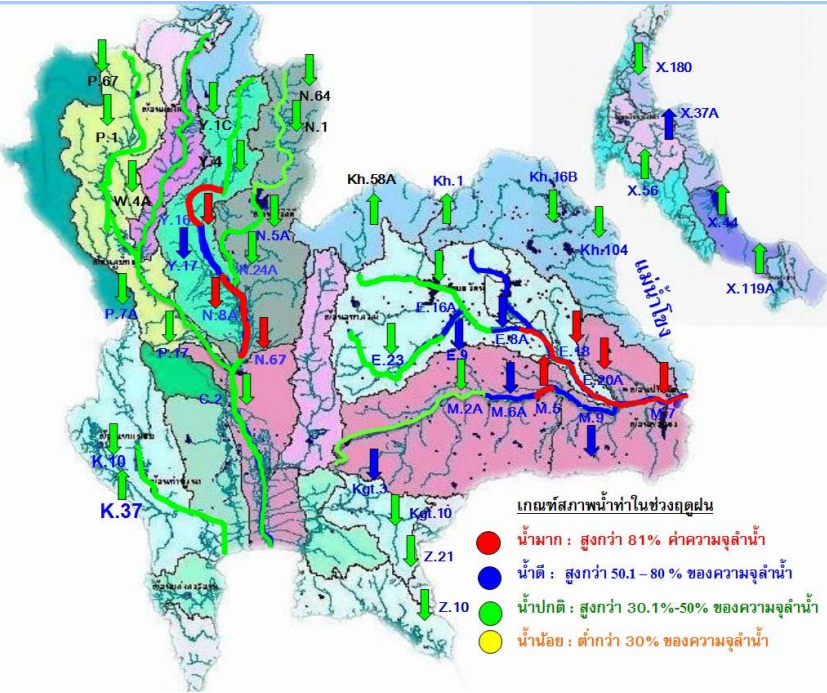 P.67
P.1
W.4A
Y.1C
Y.4
N.64
N.1
Y.16
Y.17
N.5A
N.24A
N.8A
P.7A
P.17
N.67
C.2
K.10
K.37
Kh.58A
Kh.1
Kh.16B
Kh.104
แม่น้ำโขง
E.16A
E.23
E.9
E.8A
E.18
E.20A
M.2A
M.6A
M.5
M.9
M.7
Kgt.3
Kgt.10
Z.21
Z.10
X.180
X.37A
X.56
X.44
X.119A
เกณฑ์สภาพน้ำท่าในช่วงฤดูฝน
น้ำมาก : สูงกว่า 81% ค่าความจุลำน้ำ
น้ำดี : สูงกว่า 50.1 – 80 % ของความจุลำน้ำ
น้ำปกติ : สูงกว่า 30.1%-50% ของความจุลำน้ำ
น้ำน้อย : ต่ำกว่า 30% ของความจุลำน้ำ